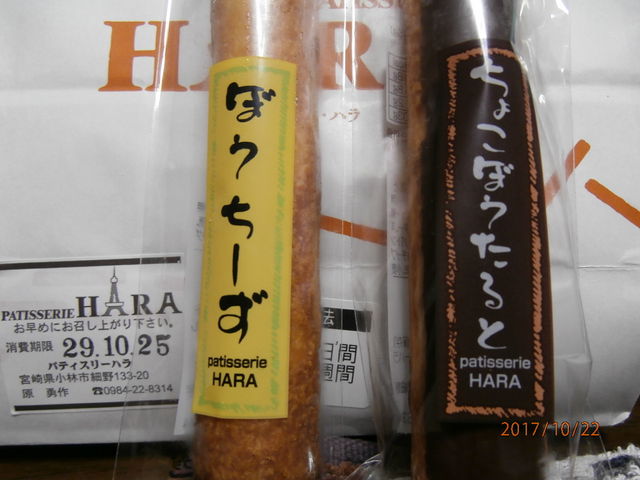 HARA
・ハラ
ぼうちーず
patisserie
HARA
ちょこぼうたると
patisserie
HARA
PATISSERIE HARA
お早めにお召し上がり下さい。
消費期限 29.10.25
パティスリーハラ
宮崎県小林市細野133-20
原 勇作 ☎0984-22-8314
法
日間
週間
2017/10/22